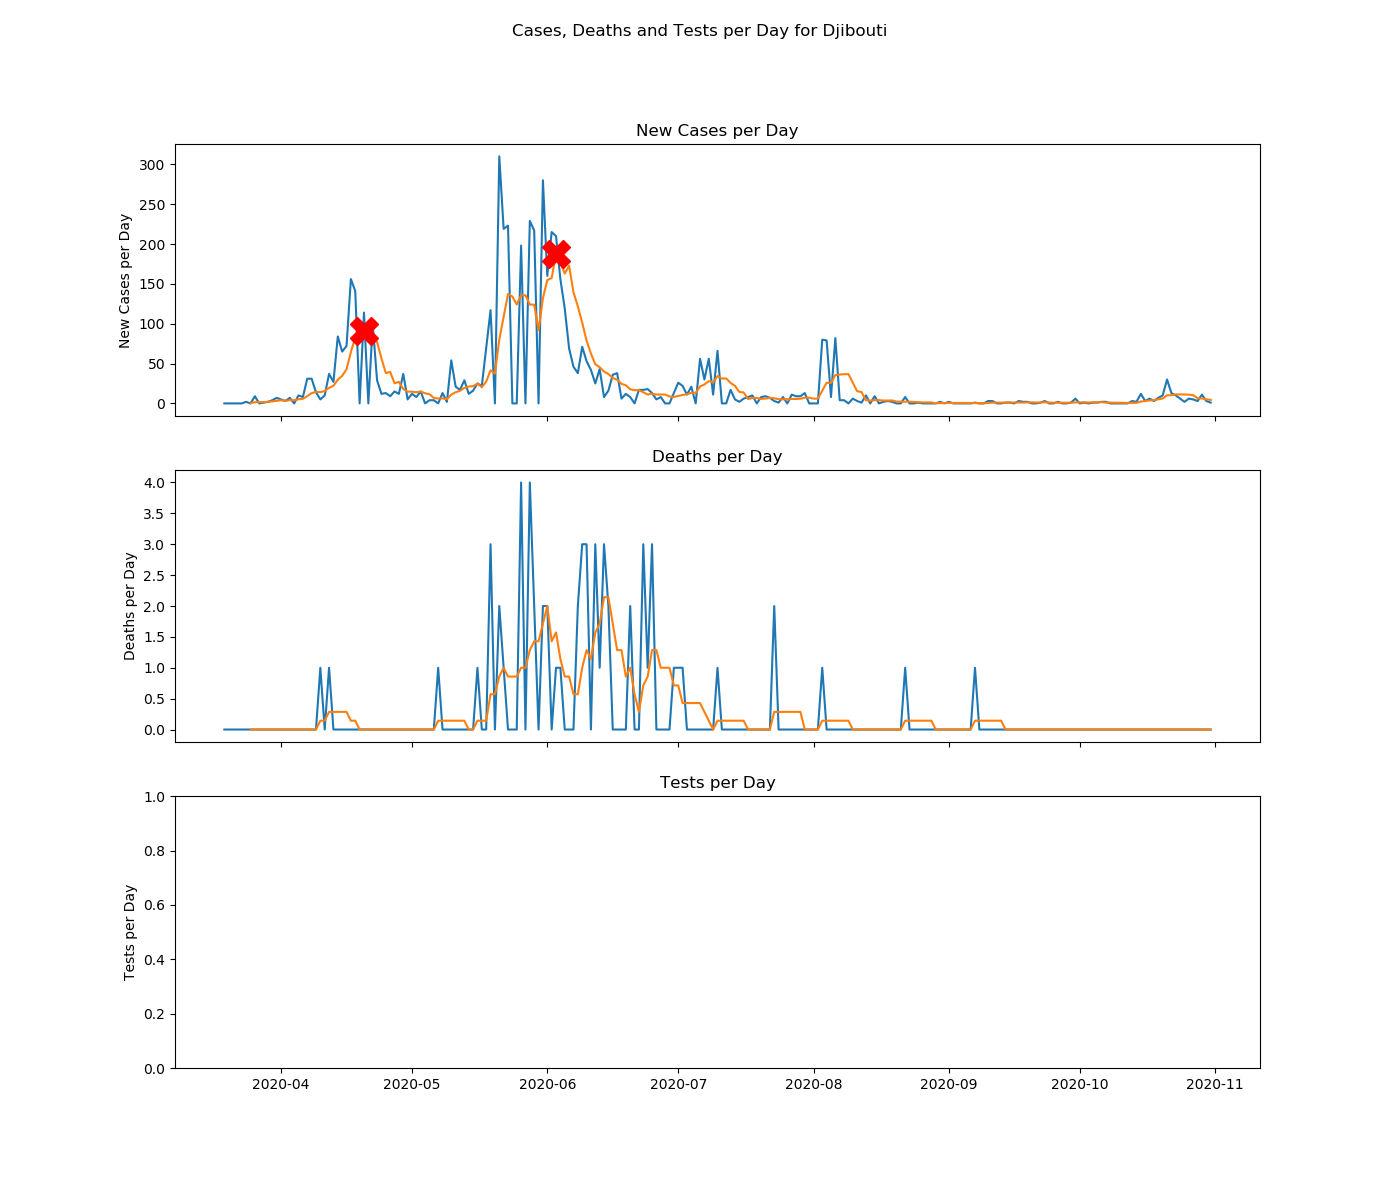 Cases, Deaths and Tests per Day for Djibouti
New Cases per Day
300
250
200
150
100
50
0
New Cases per Day
Deaths per Day
4.0
3.5
3.0
2.5
2.0
1.5
1.0
0.5
0.0
Deaths per Day
Tests per Day
1.0
0.8
0.6
0.4
0.2
0.0
Tests per Day
2020-04 2020-05 2020-06 2020-07 2020-08 2020-09 2020-10 2020-11